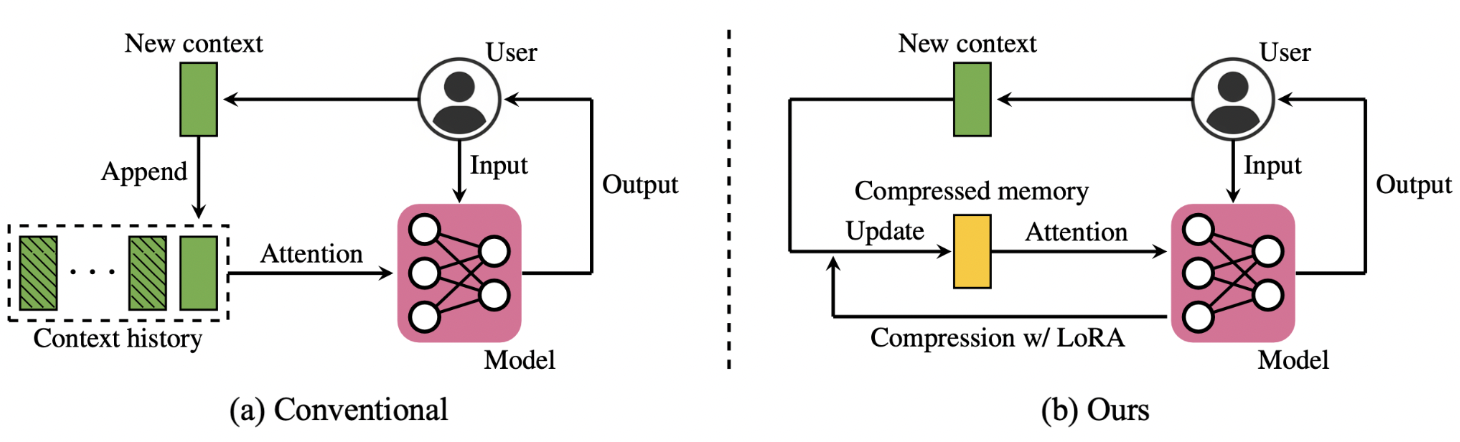 New context
User
Append
Input
Output
Attention
Context history
Model
(a) Conventional
New context
User
Input
Output
Compressed memory
Update
Attention
Compression w/ LoRA
Model
(b) Ours